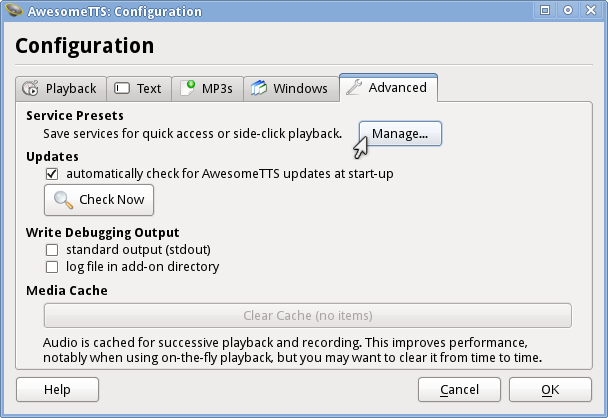 AwesomeTTS: Configuration
Configuration
Playback Text MP3s Windows Advanced
Service Presets
Save services for quick access or side-click playback. Manage...
Updates
automatically check for AwesomeTTS updates at start-up
Check Now
Write Debugging Output
standard output (stdout)
log file in add-on directory
Media Cache
Clear Cache (no items)
Audio is cached for successive playback and recording. This improves performance,
notably when using on-the-fly playback, but you may want to clear it from time to time.
Help Cancel OK